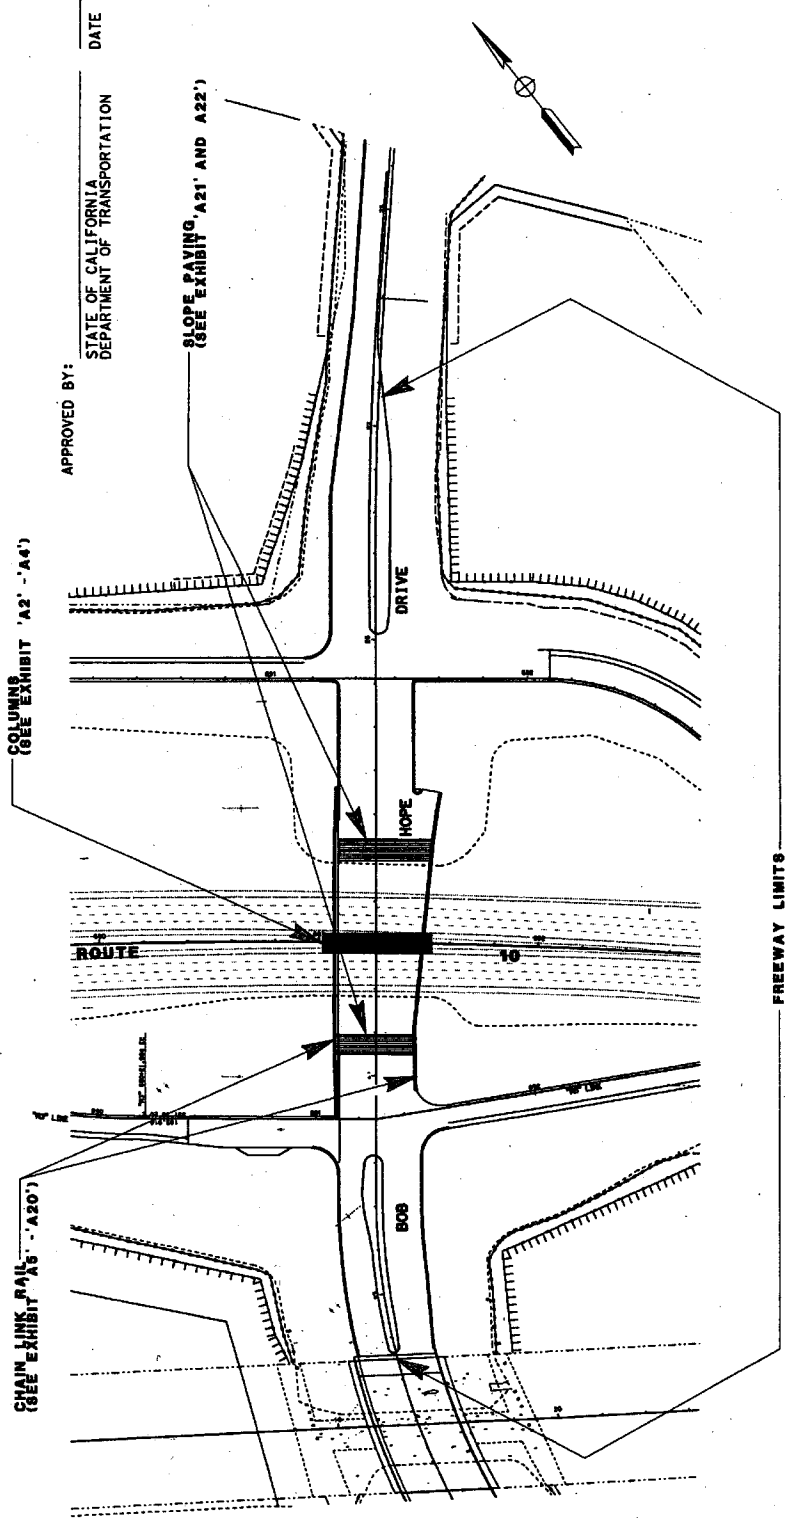 APPROVED BY:
STATE OF CALIFORNIA
DEPARTMENT OF TRANSPORTATION
DATE
SLOPE PAVING
(SEE EXHIBIT 'A21' AND A22')
COLUMNS
(SEE EXHIBIT 'A2' -'A4')
CHAIN LINK RAIL
(SEE EXHIBIT 'A5' -'A20')
ROUTE
10
BOB
HOPE
DRIVE
FREEWAY LIMITS